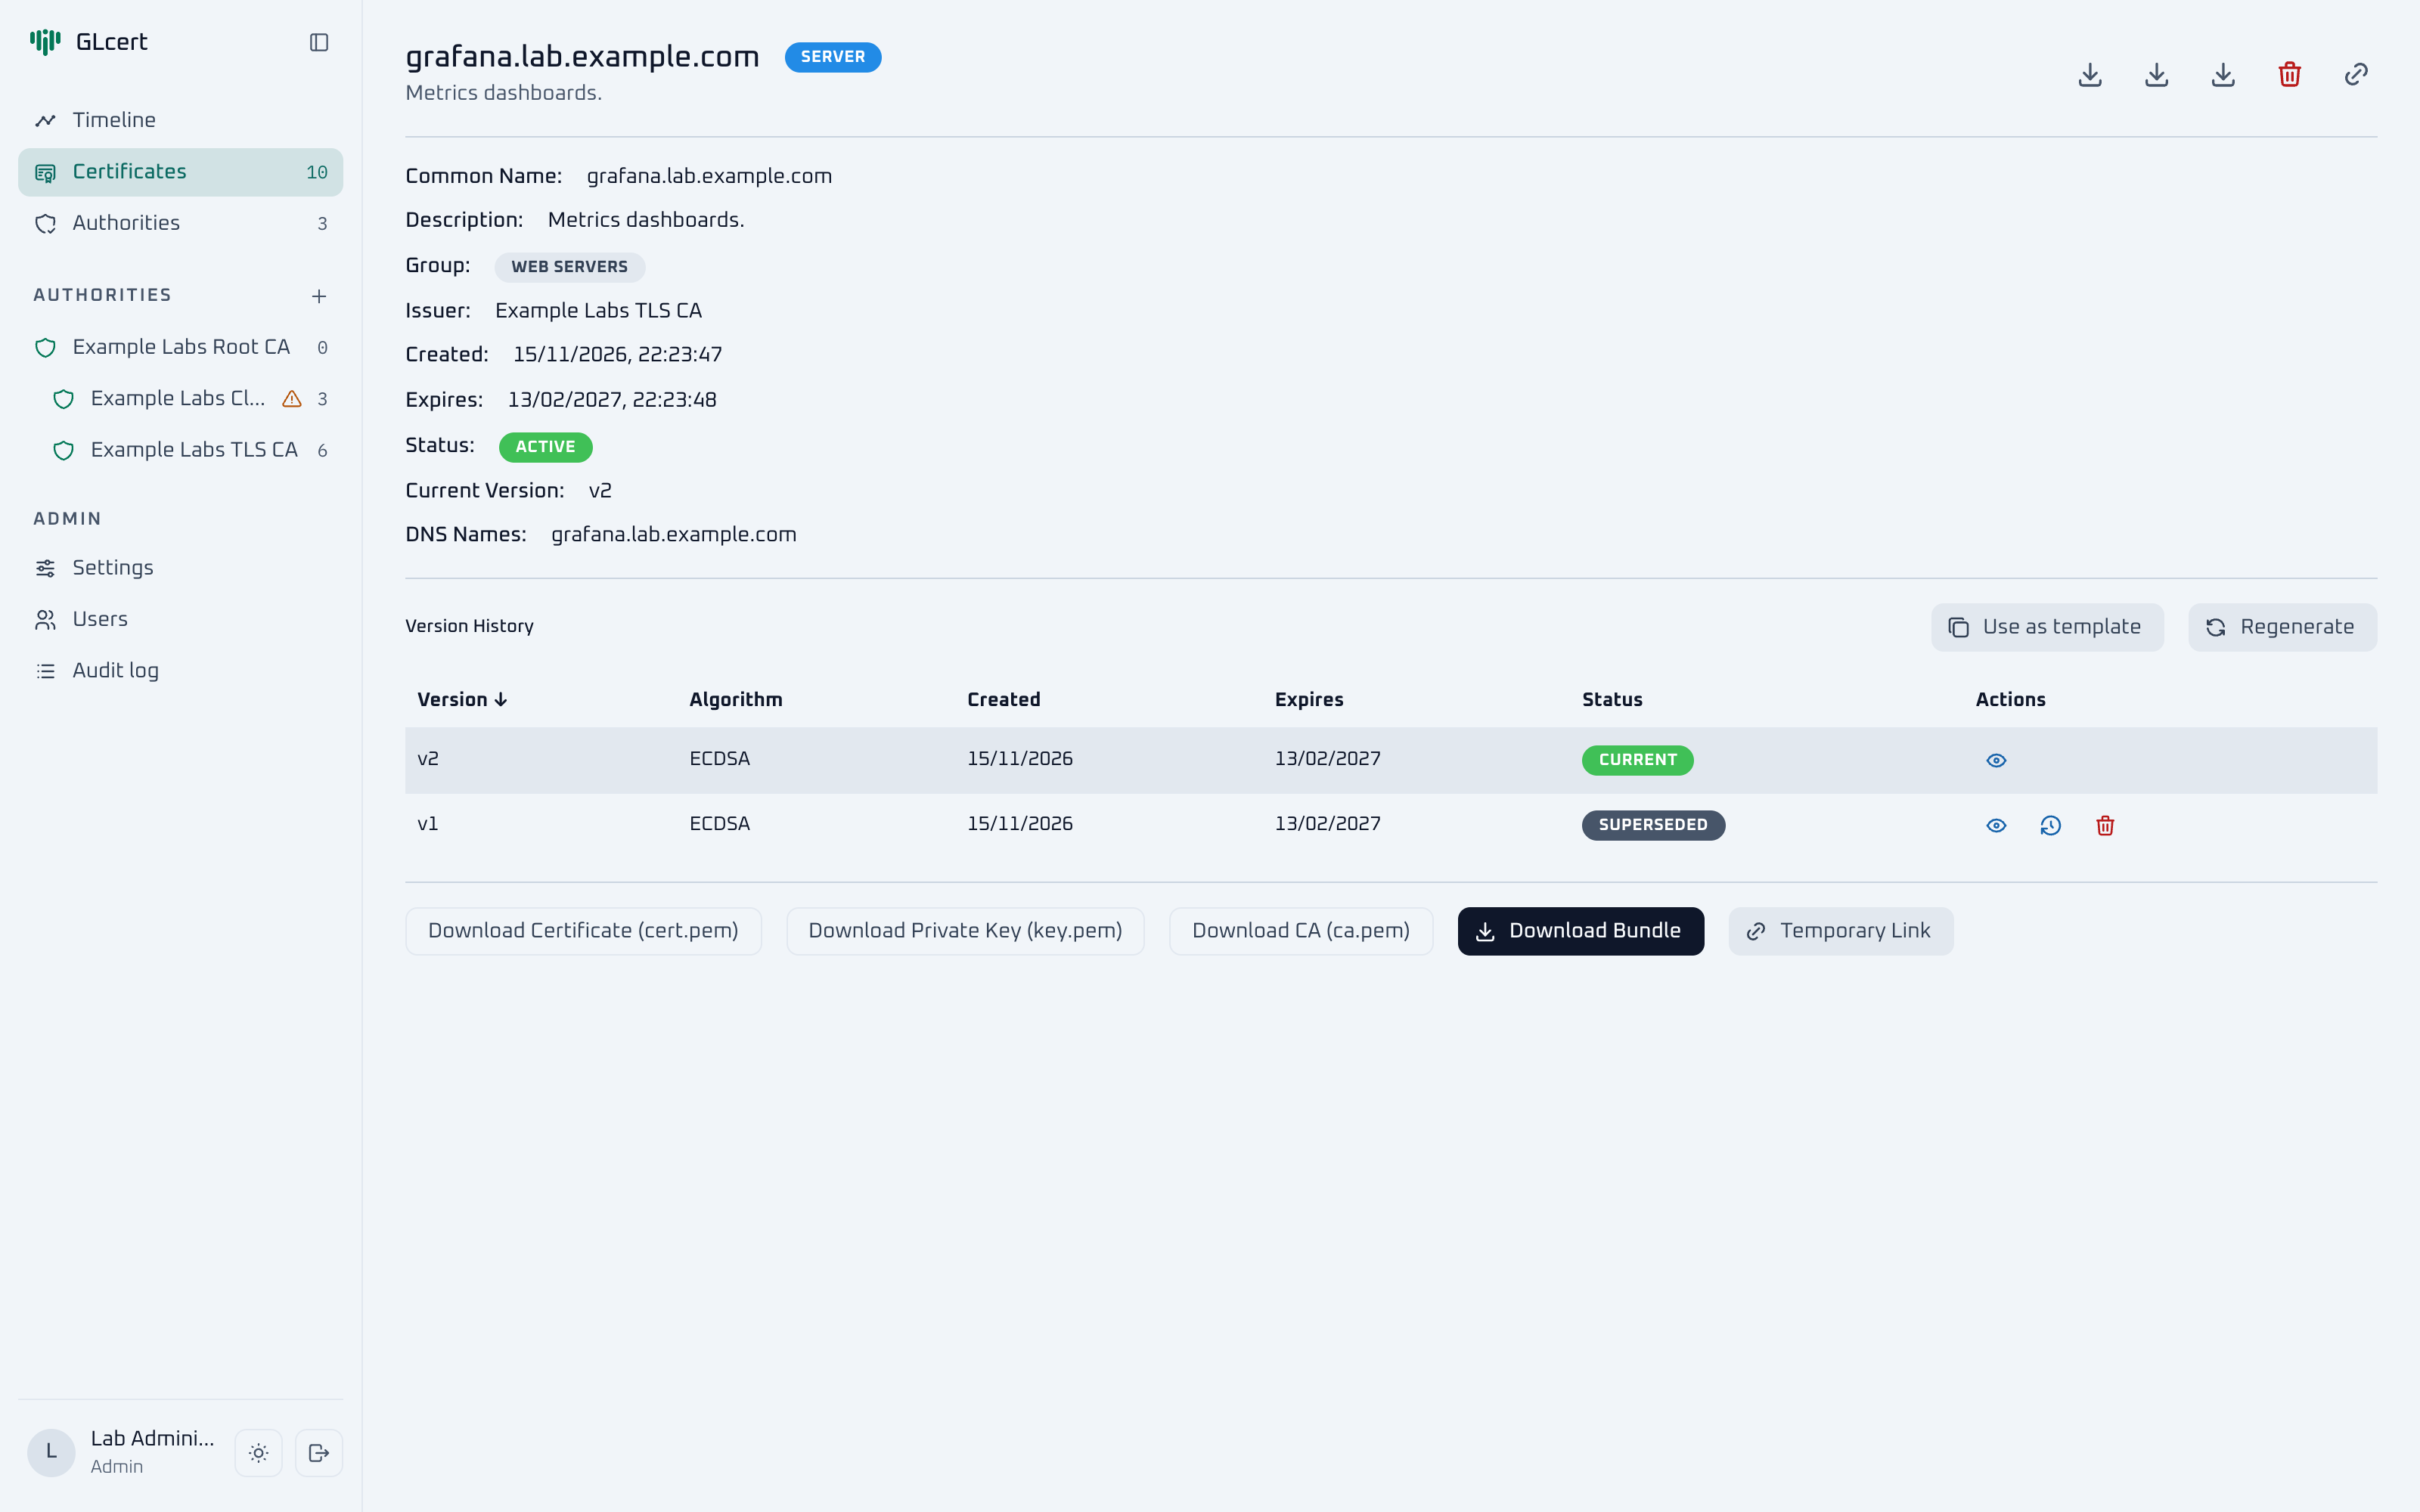 GLcert
Timeline
Certificates 10
Authorities 3
AUTHORITIES
Example Labs Root CA 0
Example Labs Cl... 3
Example Labs TLS CA 6
ADMIN
Settings
Users
Audit log
L
Lab Admini...
Admin
grafana.lab.example.com SERVER
Metrics dashboards.
Common Name: grafana.lab.example.com
Description: Metrics dashboards.
Group: WEB SERVERS
Issuer: Example Labs TLS CA
Created: 15/11/2026, 22:23:47
Expires: 13/02/2027, 22:23:48
Status: ACTIVE
Current Version: v2
DNS Names: grafana.lab.example.com
Version History Use as template Regenerate
Version ↓ Algorithm Created Expires Status Actions
v2 ECDSA 15/11/2026 13/02/2027 CURRENT
v1 ECDSA 15/11/2026 13/02/2027 SUPERSEDED
Download Certificate (cert.pem) Download Private Key (key.pem) Download CA (ca.pem) Download Bundle Temporary Link